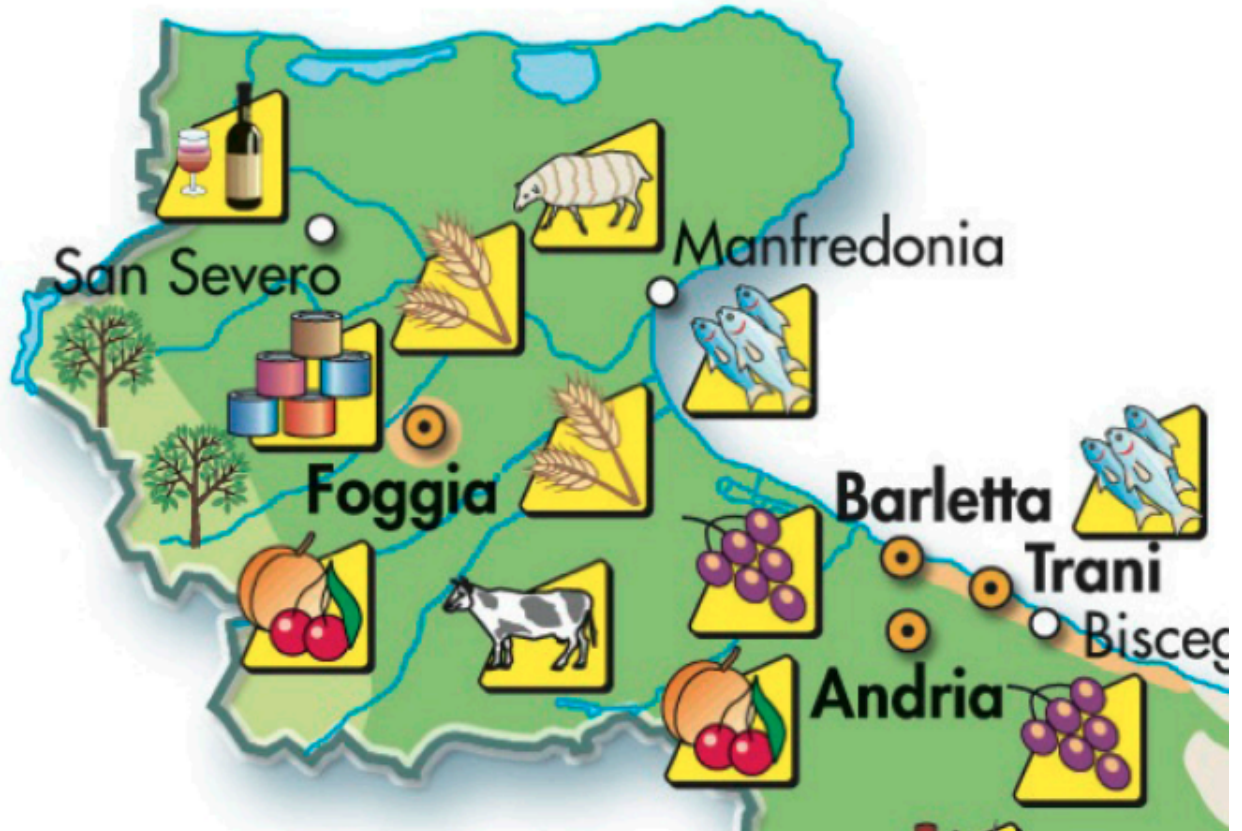 Manfredonia
San Severo
Foggia
Barletta
Trani
Bisceg
Andria